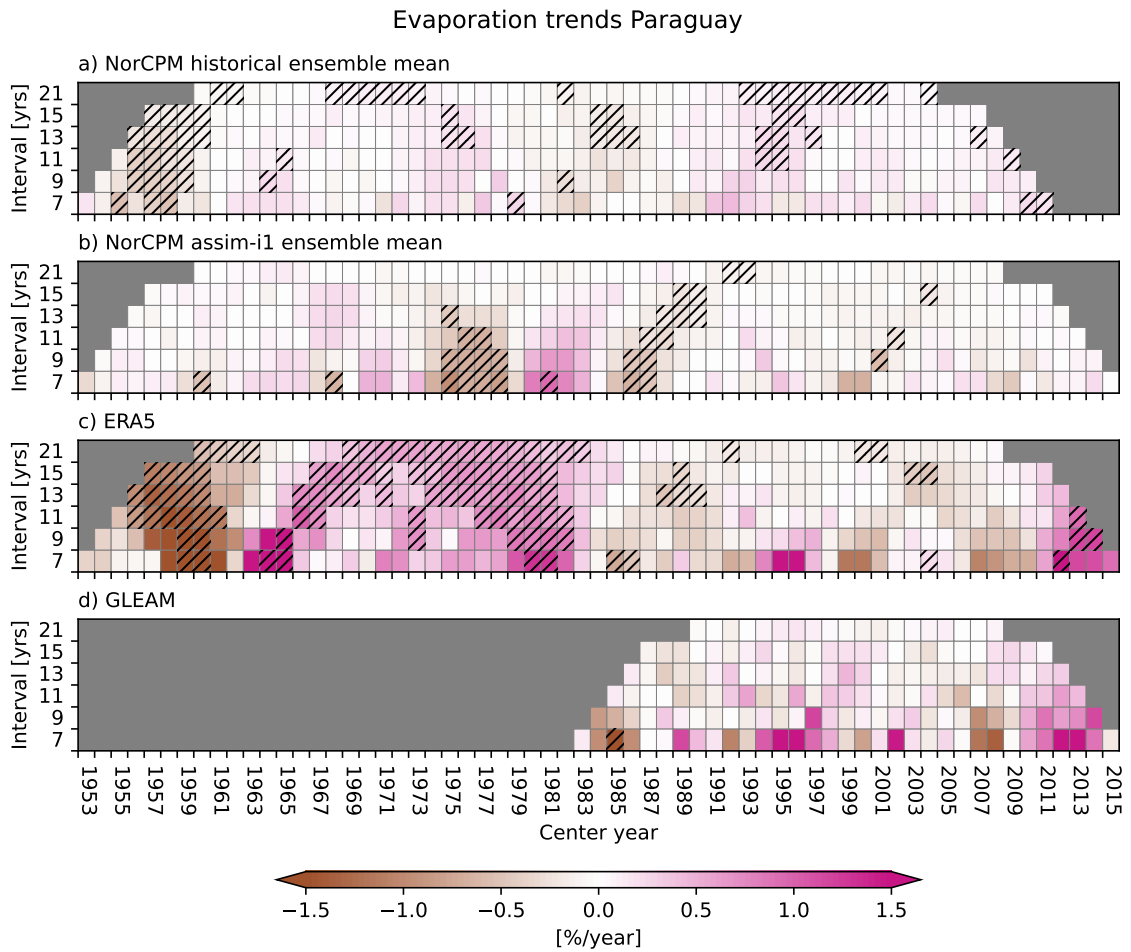 Evaporation trends Paraguay
a) NorCPM historical ensemble mean
Interval [yrs]
21
15
13
11
9
7
b) NorCPM assim-i1 ensemble mean
Interval [yrs]
21
15
13
11
9
7
c) ERA5
Interval [yrs]
21
15
13
11
9
7
d) GLEAM
Interval [yrs]
21
15
13
11
9
7
1953 1955 1957 1959 1961 1963 1965 1967 1969 1971 1973 1975 1977 1979 1981 1983 1985 1987 1989 1991 1993 1995 1997 1999 2001 2003 2005 2007 2009 2011 2013 2015
Center year
−1.5 −1.0 −0.5 0.0 0.5 1.0 1.5
[%/year]